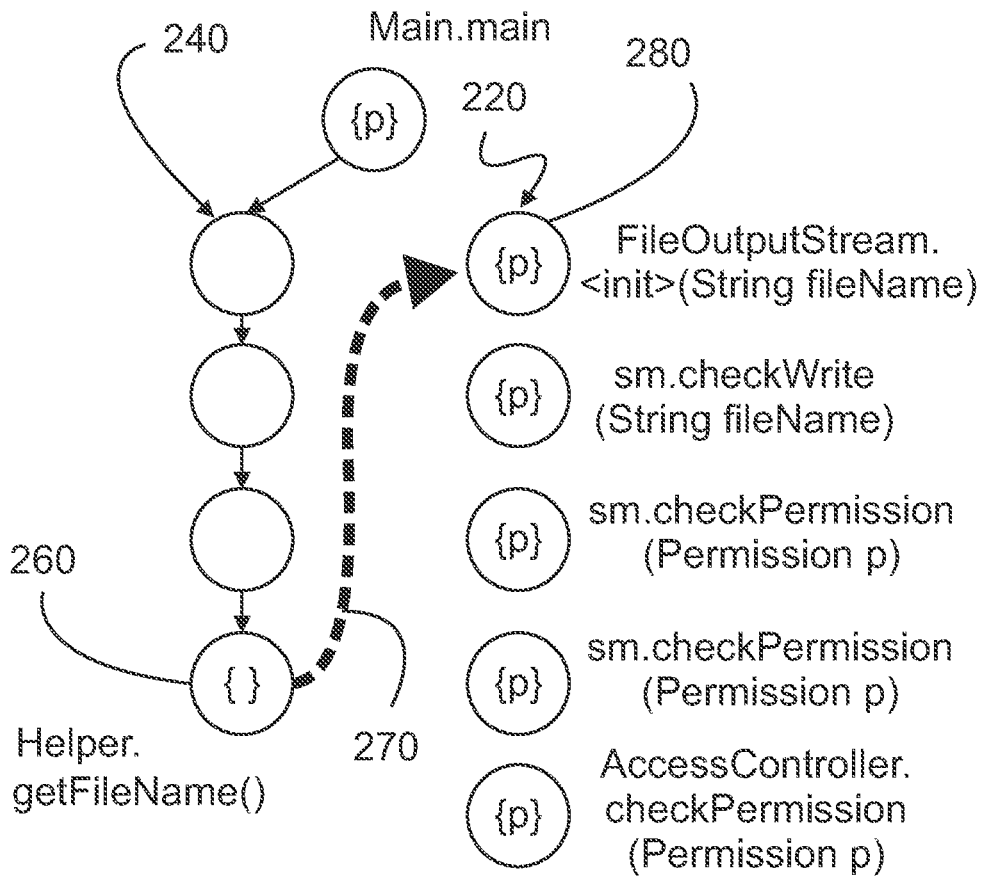 Main.main
240
280
{p}
220
{p}
FileOutputStream.
<init>(String fileName)
{p}
sm.checkWrite
(String fileName)
{p}
sm.checkPermission
(Permission p)
260
{ }
{p}
sm.checkPermission
(Permission p)
270
Helper.
getFileName()
{p}
AccessController.
checkPermission
(Permission p)